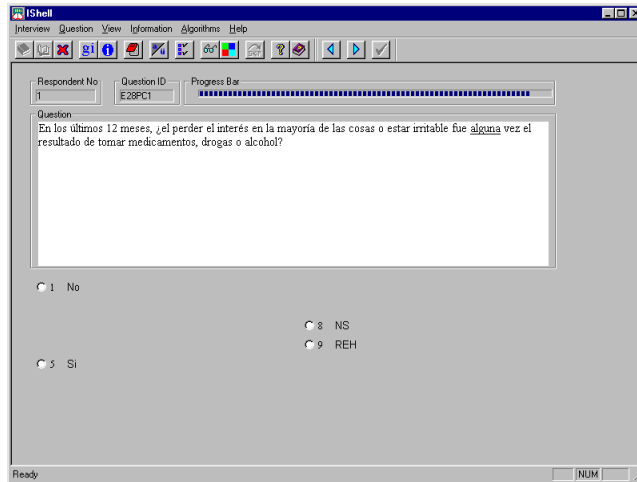 IShell
Interview Question View Information Algorithms Help
gi
Respondent No
Question ID
Progress Bar
1
E28PC1
Question
En los últimos 12 meses, ¿el perder el interés en la mayoría de las cosas o estar irritable fue alguna vez el
resultado de tomar medicamentos, drogas o alcohol?
1 No
8 NS
9 REH
5 Si
Ready
NUM